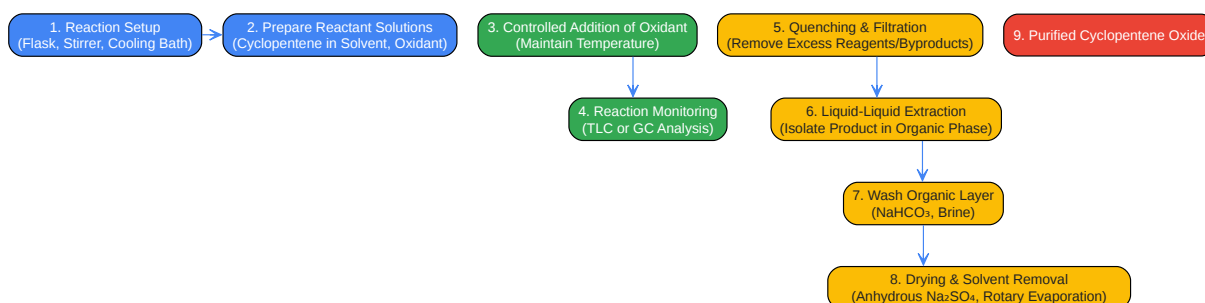 1. Reaction Setup
(Flask, Stirrer, Cooling Bath)
2. Prepare Reactant Solutions
(Cyclopentene in Solvent, Oxidant)
3. Controlled Addition of Oxidant
(Maintain Temperature)
4. Reaction Monitoring
(TLC or GC Analysis)
5. Quenching & Filtration
(Remove Excess Reagents/Byproducts)
6. Liquid-Liquid Extraction
(Isolate Product in Organic Phase)
7. Wash Organic Layer
(NaHCO₃, Brine)
8. Drying & Solvent Removal
(Anhydrous Na₂SO₄, Rotary Evaporation)
9. Purified Cyclopentene Oxide